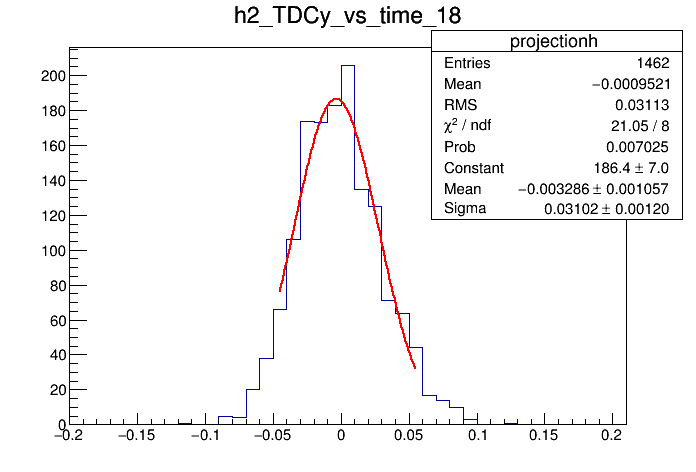 h2_TDCy_vs_time_18
projectionh
Entries 1462
Mean −0.0009521
RMS 0.03113
χ² / ndf 21.05 / 8
Prob 0.007025
Constant 186.4 ± 7.0
Mean −0.003286 ± 0.001057
Sigma 0.03102 ± 0.00120
200
180
160
140
120
100
80
60
40
20
0
−0.2 −0.15 −0.1 −0.05 0 0.05 0.1 0.15 0.2